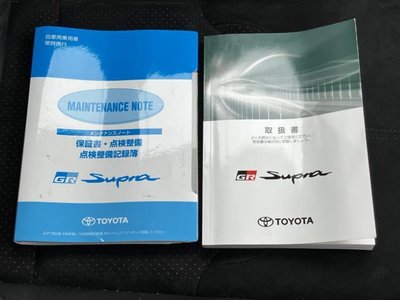 自家用乗用車
常時携行
MAINTENANCE NOTE
メンテナンスノート
保証書・点検整備
点検整備記録簿
GR Supra
TOYOTA
取扱書
GR Supra
TOYOTA